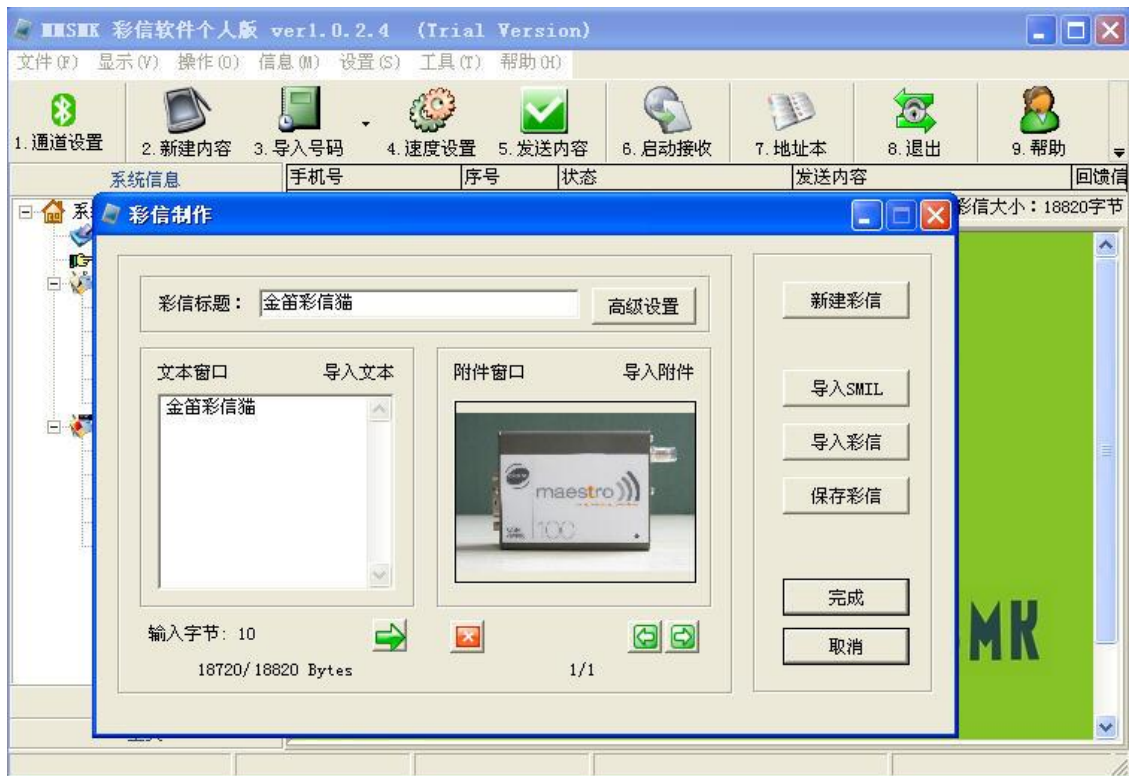 MMSMK 彩信软件个人版 ver1.0.2.4 (Trial Version)
文件(F) 显示(V) 操作(O) 信息(M) 设置(S) 工具(T) 帮助(H)
1.通道设置 2.新建内容 3.导入号码 4.速度设置 5.发送内容 6.启动接收 7.地址本 8.退出 9.帮助
系统信息 手机号 序号 状态 发送内容 回馈信
系 彩信制作 彩信大小：18820字节
彩信标题： 金笛彩信猫 高级设置 新建彩信
文本窗口 导入文本 附件窗口 导入附件
导入SMIL
金笛彩信猫
导入彩信
maestro
保存彩信
100
完成
输入字节: 10
取消
MK
18720/18820 Bytes 1/1